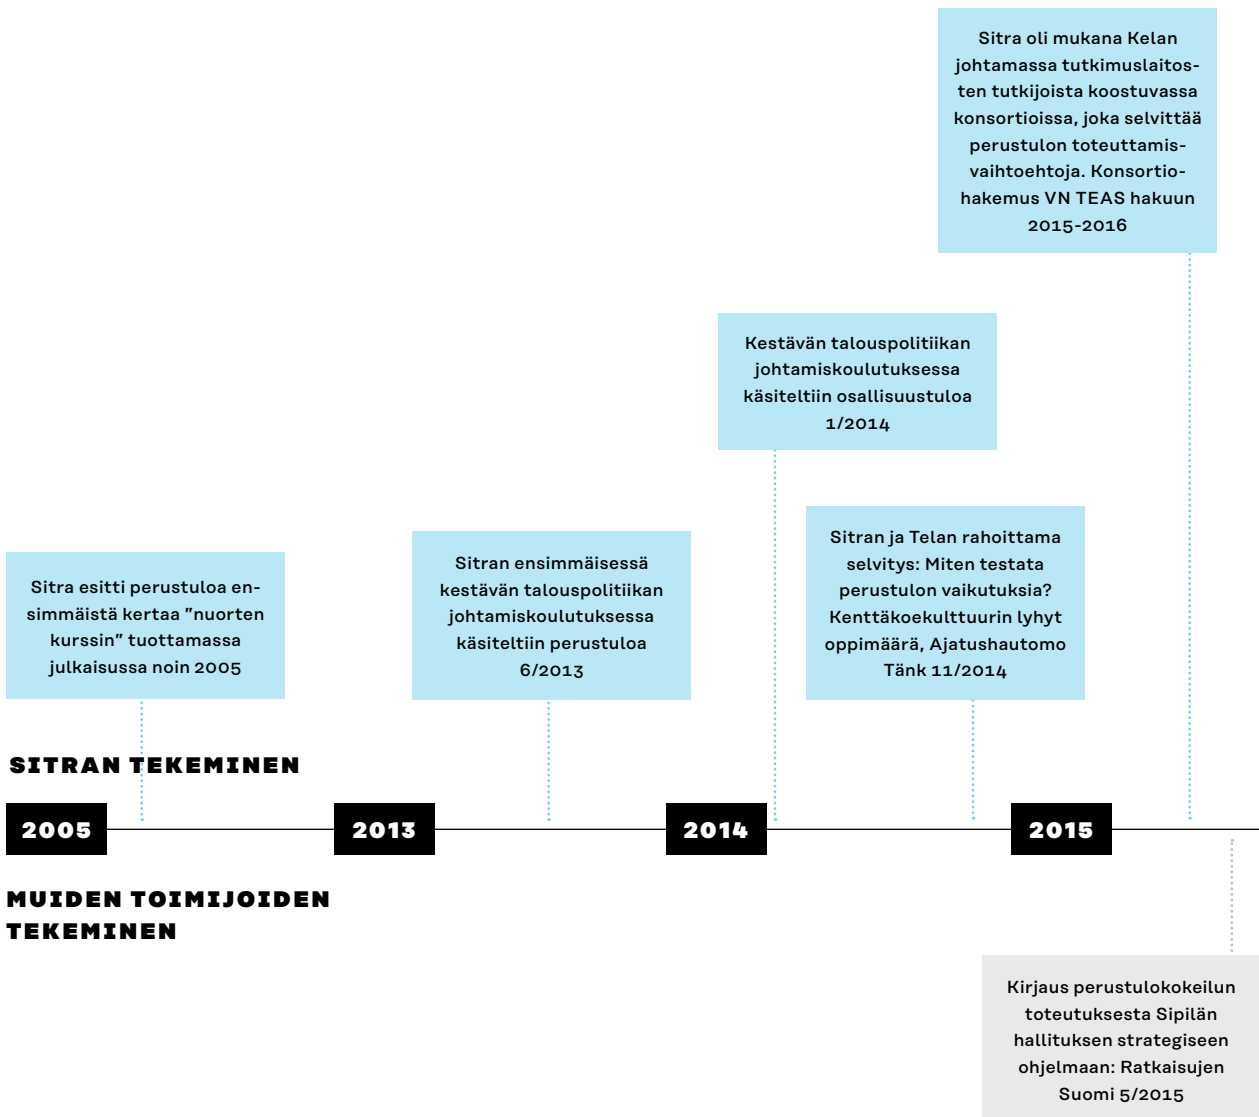 Sitra oli mukana Kelan
johtamassa tutkimuslaitos-
ten tutkijoista koostuvassa
konsortioissa, joka selvittää
perustulon toteuttamis-
vaihtoehtoja. Konsortio-
hakemus VN TEAS hakuun
2015-2016
Kestävän talouspolitiikan
johtamiskoulutuksessa
käsiteltiin osallisuustuloa
1/2014
Sitra esitti perustuloa en-
simmäistä kertaa ”nuorten
kurssin” tuottamassa
julkaisussa noin 2005
Sitran ensimmäisessä
kestävän talouspolitiikan
johtamiskoulutuksessa
käsiteltiin perustuloa
6/2013
Sitran ja Telan rahoittama
selvitys: Miten testata
perustulon vaikutuksia?
Kenttäkoekulttuurin lyhyt
oppimäärä, Ajatushautomo
Tänk 11/2014
SITRAN TEKEMINEN
2005
2013
2014
2015
MUIDEN TOIMIJOIDEN
TEKEMINEN
Kirjaus perustulokokeilun
toteutuksesta Sipilän
hallituksen strategiseen
ohjelmaan: Ratkaisujen
Suomi 5/2015